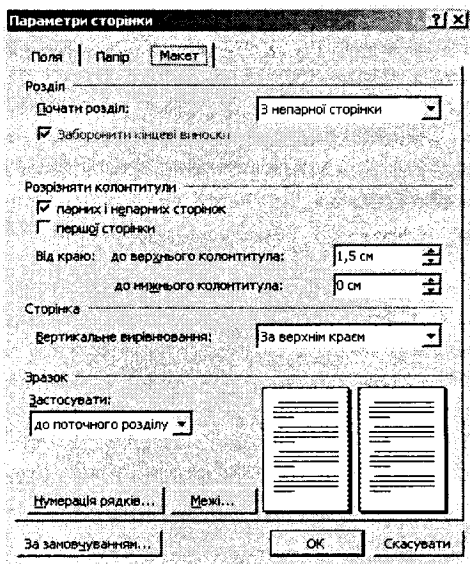 Параметри сторінки
Поля Папір Макет
Розділ
Почати розділ: З непарної сторінки
Заборонити кінцеві виноски
Розрізняти колонтитули
парних і непарних сторінок
першої сторінки
Від краю: до верхнього колонтитула: 1,5 см
до нижнього колонтитула: 0 см
Сторінка
Вертикальне вирівнювання: За верхнім краєм
Зразок
Застосувати:
до поточного розділу
Нумерація рядків... Межі...
За замовчуванням... ОК Скасувати